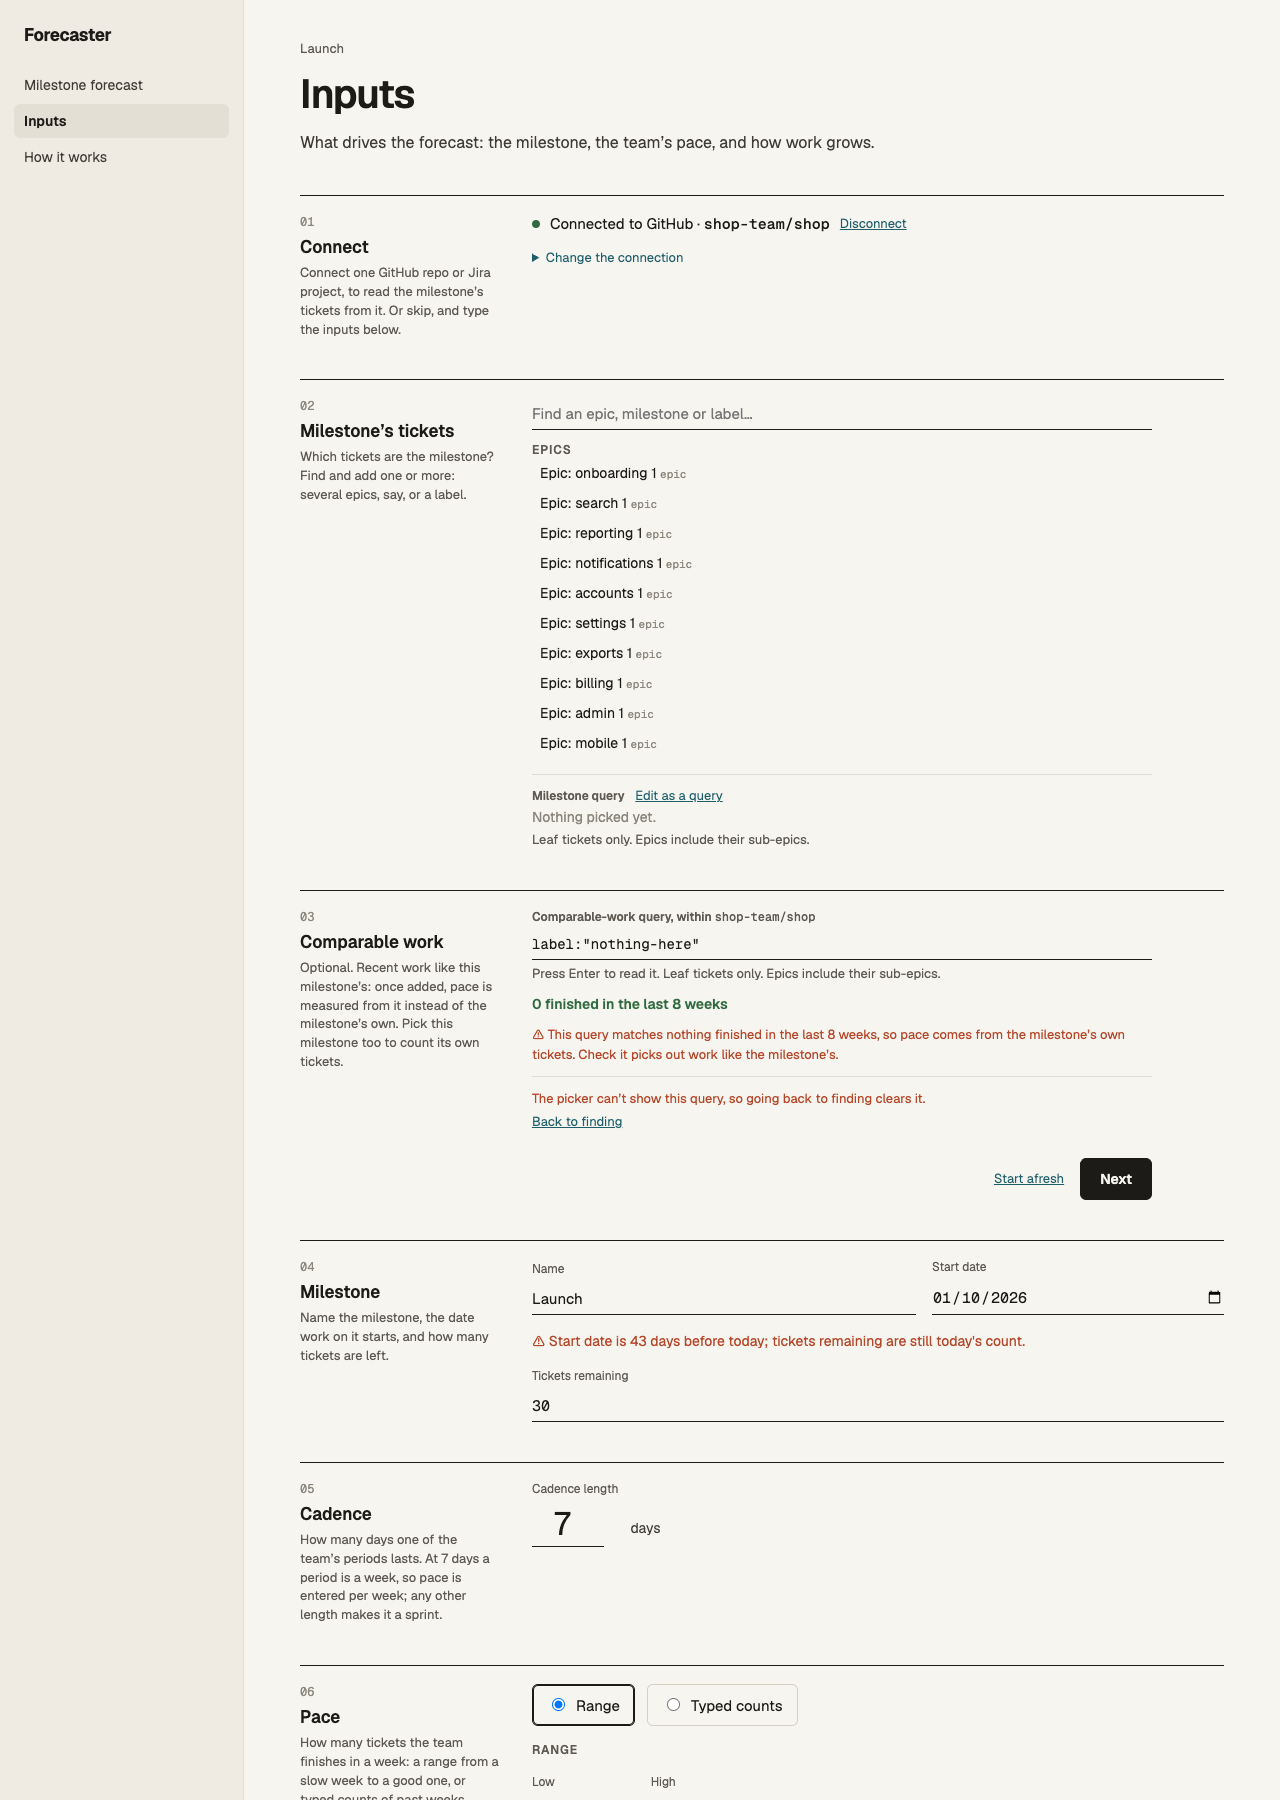 Forecaster
Milestone forecast
Inputs
How it works
Launch
Inputs
What drives the forecast: the milestone, the team’s pace, and how work grows.
01
Connect
Connect one GitHub repo or Jira
project, to read the milestone’s
tickets from it. Or skip, and type
the inputs below.
Connected to GitHub · shop-team/shop Disconnect
Change the connection
02
Milestone’s tickets
Which tickets are the milestone?
Find and add one or more:
several epics, say, or a label.
Find an epic, milestone or label…
EPICS
Epic: onboarding 1 epic
Epic: search 1 epic
Epic: reporting 1 epic
Epic: notifications 1 epic
Epic: accounts 1 epic
Epic: settings 1 epic
Epic: exports 1 epic
Epic: billing 1 epic
Epic: admin 1 epic
Epic: mobile 1 epic
Milestone query Edit as a query
Nothing picked yet.
Leaf tickets only. Epics include their sub-epics.
03
Comparable work
Optional. Recent work like this
milestone’s: once added, pace is
measured from it instead of the
milestone’s own. Pick this
milestone too to count its own
tickets.
Comparable-work query, within shop-team/shop
label:"nothing-here"
Press Enter to read it. Leaf tickets only. Epics include their sub-epics.
0 finished in the last 8 weeks
⚠ This query matches nothing finished in the last 8 weeks, so pace comes from the milestone’s own
tickets. Check it picks out work like the milestone’s.
The picker can’t show this query, so going back to finding clears it.
Back to finding
Start afresh Next
04
Milestone
Name the milestone, the date
work on it starts, and how many
tickets are left.
Name
Launch
Start date
01/10/2026
⚠ Start date is 43 days before today; tickets remaining are still today’s count.
Tickets remaining
30
05
Cadence
How many days one of the
team’s periods lasts. At 7 days a
period is a week, so pace is
entered per week; any other
length makes it a sprint.
Cadence length
7 days
06
Pace
How many tickets the team
finishes in a week: a range from a
slow week to a good one, or
typed counts of past weeks
Range Typed counts
RANGE
Low High